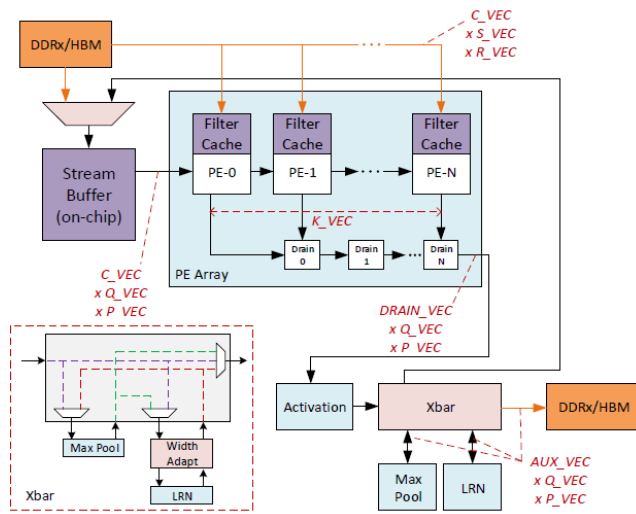 DDRx/HBM
C_VEC
x S_VEC
x R_VEC
Filter
Cache
PE-0
Filter
Cache
PE-1
...
Filter
Cache
PE-N
Stream
Buffer
(on-chip)
K_VEC
Drain
0
Drain
1
...
Drain
N
PE Array
C_VEC
x Q_VEC
x P_VEC
DRAIN_VEC
x Q_VEC
x P_VEC
Activation
Xbar
DDRx/HBM
Max
Pool
LRN
AUX_VEC
x Q_VEC
x P_VEC
Max Pool
Width
Adapt
LRN
Xbar